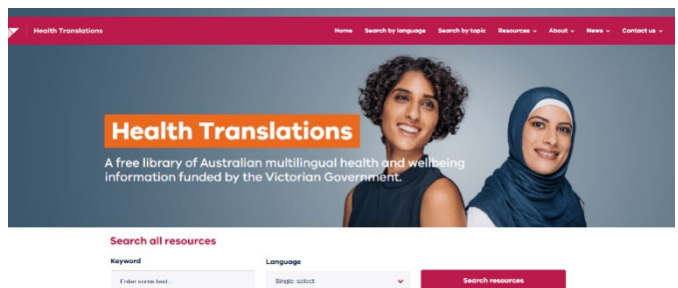 Health Translations
Home Search by language Search by topic Resources About News Contact us
Health Translations
A free library of Australian multilingual health and wellbeing
information funded by the Victorian Government.
Search all resources
Keyword Language
Enter some text... Single-select Search resources